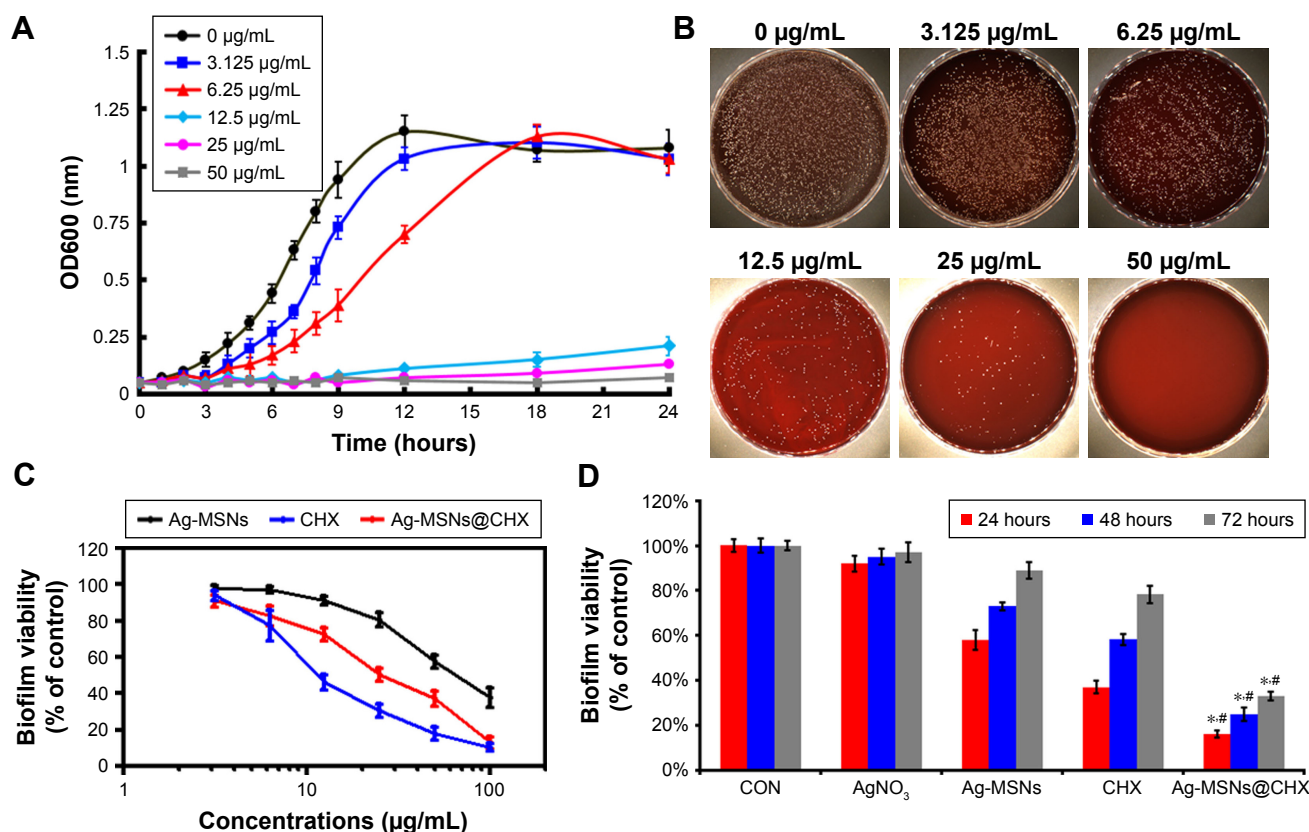 A
0 µg/mL
3.125 µg/mL
6.25 µg/mL
12.5 µg/mL
25 µg/mL
50 µg/mL
1.5
1.25
1
0.75
0.5
0.25
0
OD600 (nm)
0 3 6 9 12 15 18 21 24
Time (hours)
B
0 µg/mL 3.125 µg/mL 6.25 µg/mL
12.5 µg/mL 25 µg/mL 50 µg/mL
C
Ag-MSNs CHX Ag-MSNs@CHX
120
100
80
60
40
20
0
Biofilm viability
(% of control)
1 10 100
Concentrations (µg/mL)
D
24 hours 48 hours 72 hours
120%
100%
80%
60%
40%
20%
0%
Biofilm viability
(% of control)
*,# *,# *,#
CON AgNO₃ Ag-MSNs CHX Ag-MSNs@CHX